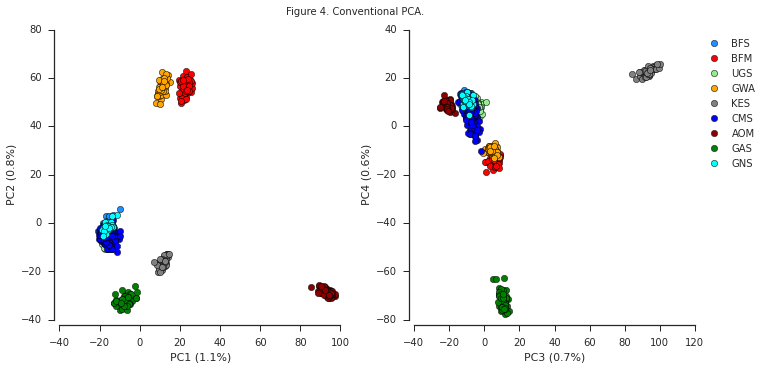 Figure 4. Conventional PCA.
80
60
40
20
0
−20
−40
PC2 (0.8%)
−40 −20 0 20 40 60 80 100
PC1 (1.1%)
40
20
0
−20
−40
−60
−80
PC4 (0.6%)
−40 −20 0 20 40 60 80 100 120
PC3 (0.7%)
BFS
BFM
UGS
GWA
KES
CMS
AOM
GAS
GNS